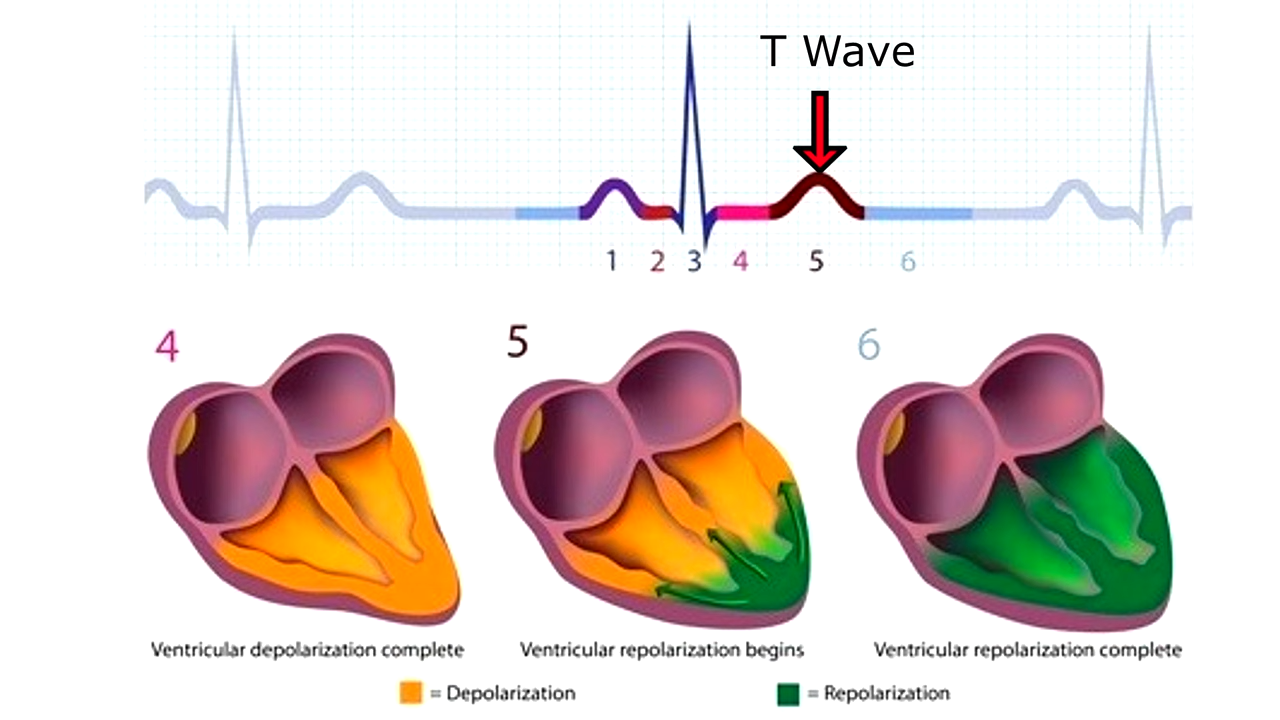 T Wave
1 2 3 4 5 6
4 5 6
Ventricular depolarization complete
Ventricular repolarization begins
Ventricular repolarization complete
= Depolarization
= Repolarization